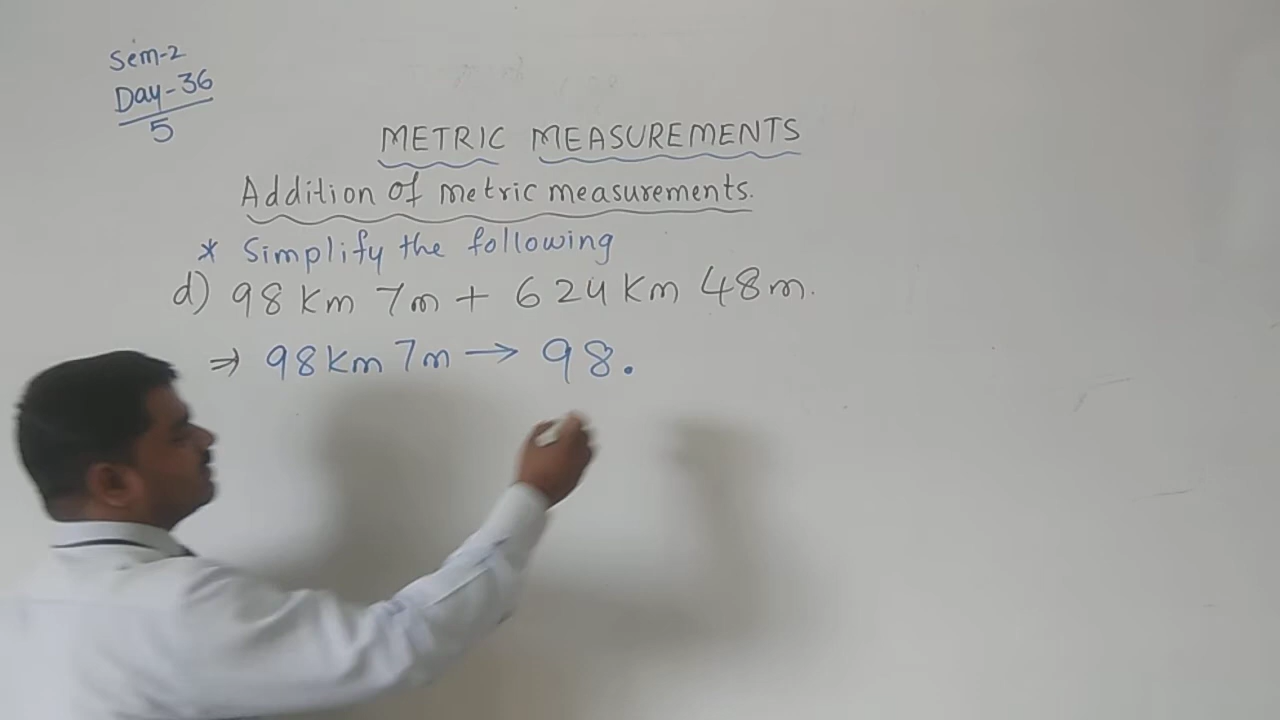 Sem-2
Day-36
5
METRIC MEASUREMENTS
Addition of metric measurements.
* Simplify the following
d) 98 Km 7m + 624 Km 48m.
⇒ 98 Km 7m → 98.